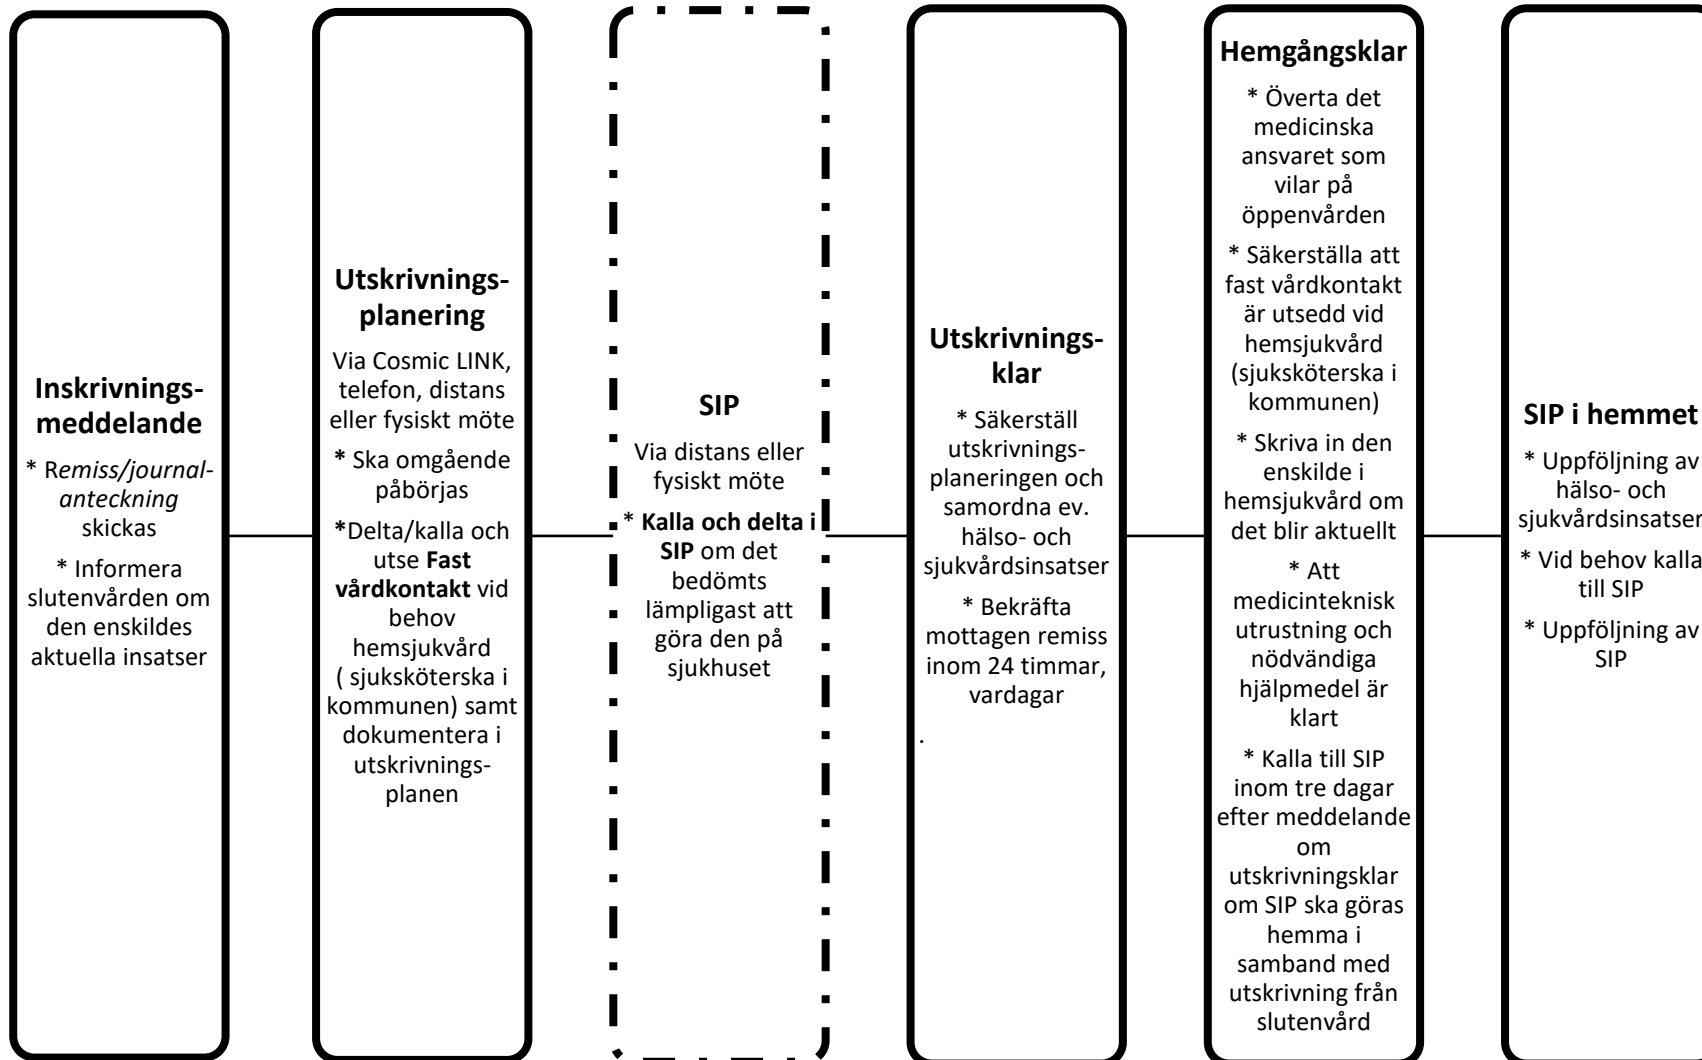 Inskrivnings-
meddelande
* Remiss/journal-
anteckning
skickas
* Informera
slutenvården om
den enskildes
aktuella insatser
Utskrivnings-
planering
Via Cosmic LINK,
telefon, distans
eller fysiskt möte
* Ska omgående
påbörjas
*Delta/kalla och
utse Fast
vårdkontakt vid
behov
hemsjukvård
( sjuksköterska i
kommunen) samt
dokumentera i
utskrivnings-
planen
SIP
Via distans eller
fysiskt möte
* Kalla och delta i
SIP om det
bedömts
lämpligast att
göra den på
sjukhuset
Utskrivnings-
klar
* Säkerställ
utskrivnings-
planeringen och
samordna ev.
hälso- och
sjukvårdsinsatser
* Bekräfta
mottagen remiss
inom 24 timmar,
vardagar
.
Hemgångsklar
* Överta det
medicinska
ansvaret som
vilar på
öppenvården
* Säkerställa att
fast vårdkontakt
är utsedd vid
hemsjukvård
(sjuksköterska i
kommunen)
* Skriva in den
enskilde i
hemsjukvård om
det blir aktuellt
* Att
medicinteknisk
utrustning och
nödvändiga
hjälpmedel är
klart
* Kalla till SIP
inom tre dagar
efter meddelande
om
utskrivningsklar
om SIP ska göras
hemma i
samband med
utskrivning från
slutenvård
SIP i hemmet
* Uppföljning av
hälso- och
sjukvårdsinsatser
* Vid behov kalla
till SIP
* Uppföljning av
SIP